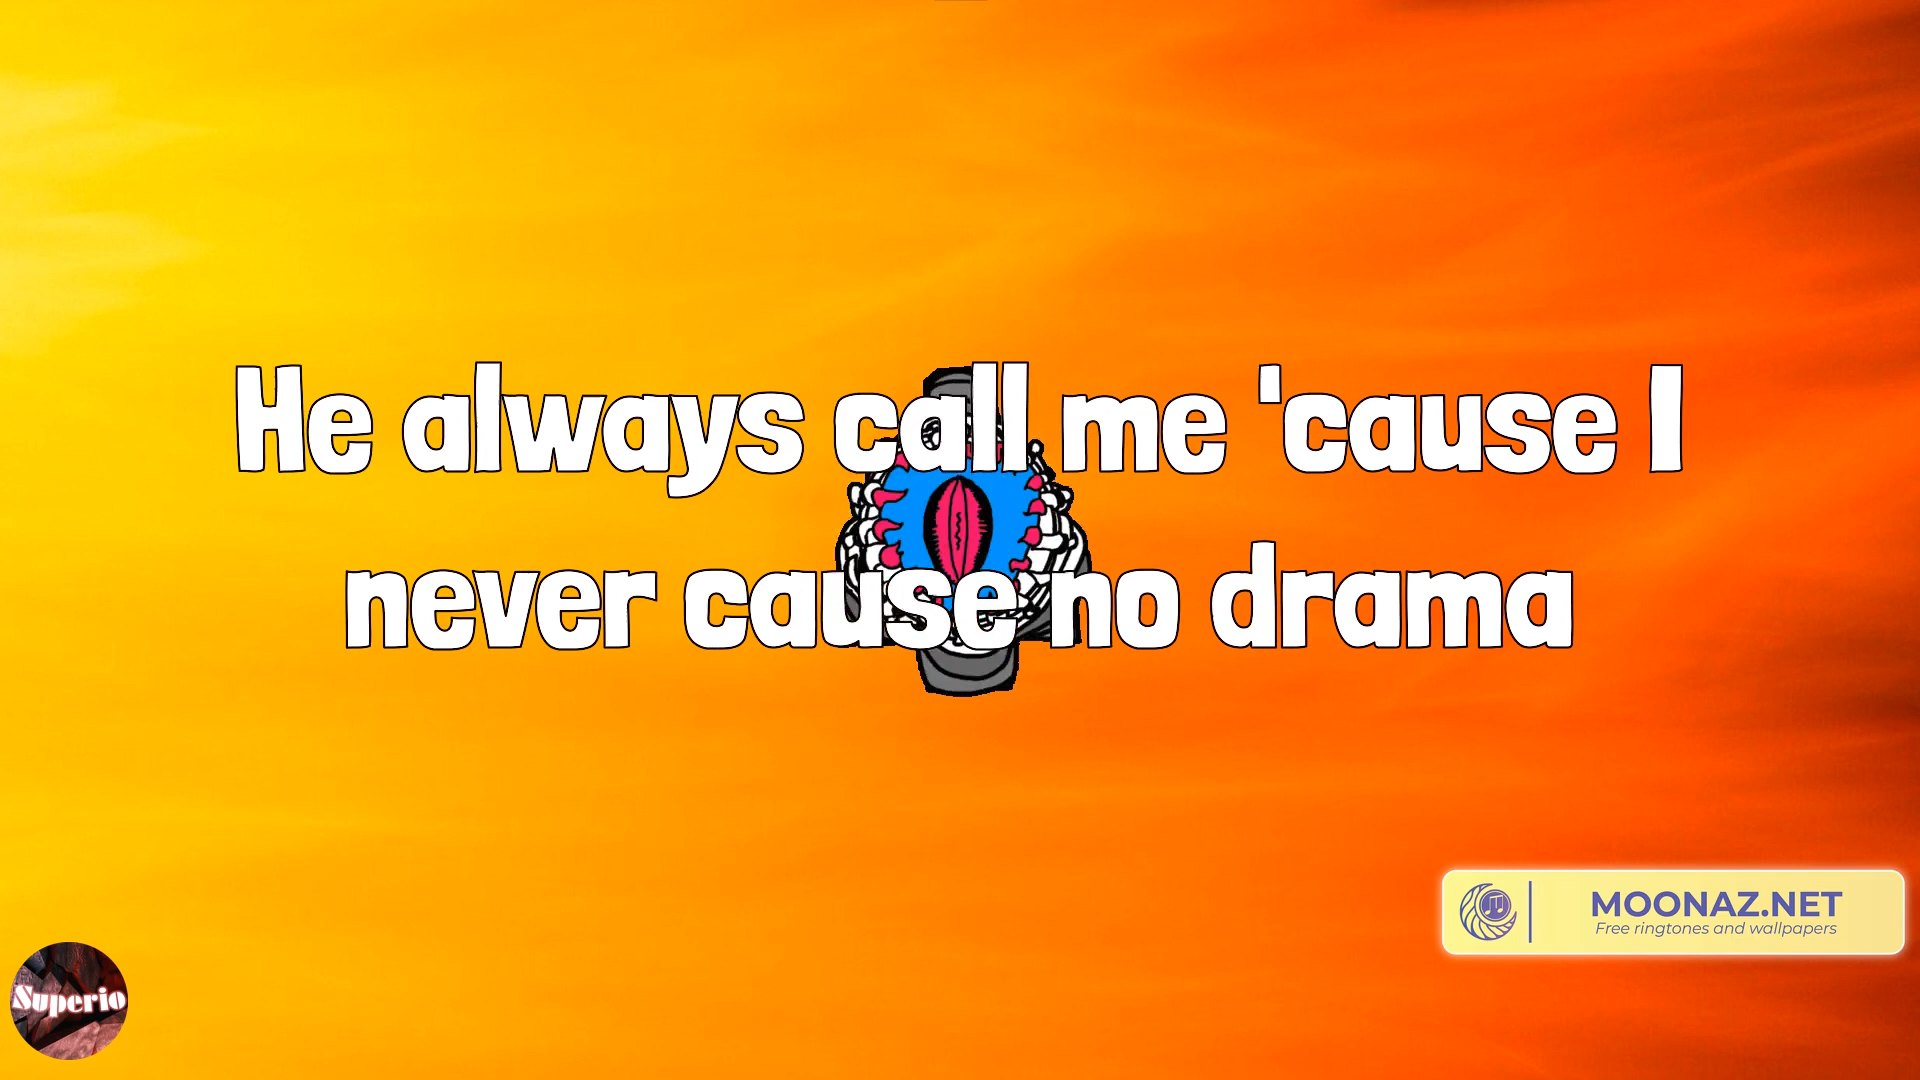 He always call me 'cause I
never cause no drama
MOONAZ.NET
Free ringtones and wallpapers
Superio